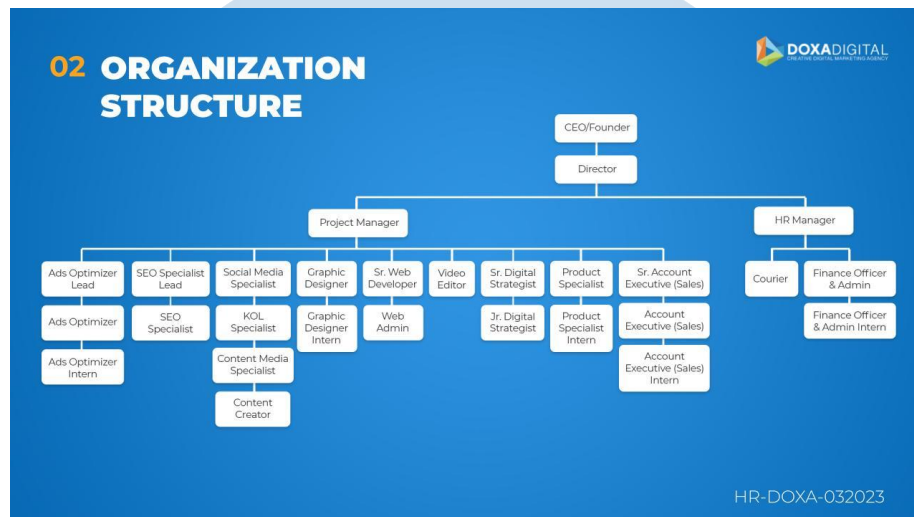 02 ORGANIZATION
STRUCTURE
DOXADIGITAL
CREATIVE DIGITAL MARKETING AGENCY
CEO/Founder
Director
Project Manager
HR Manager
Ads Optimizer
Lead
SEO Specialist
Lead
Social Media
Specialist
Graphic
Designer
Sr. Web
Developer
Video
Editor
Sr. Digital
Strategist
Product
Specialist
Sr. Account
Executive (Sales)
Courier
Finance Officer
& Admin
Ads Optimizer
SEO
Specialist
KOL
Specialist
Graphic
Designer
Intern
Web
Admin
Jr. Digital
Strategist
Product
Specialist
Intern
Account
Executive (Sales)
Finance Officer
& Admin Intern
Ads Optimizer
Intern
Content Media
Specialist
Account
Executive (Sales)
Intern
Content
Creator
HR-DOXA-032023